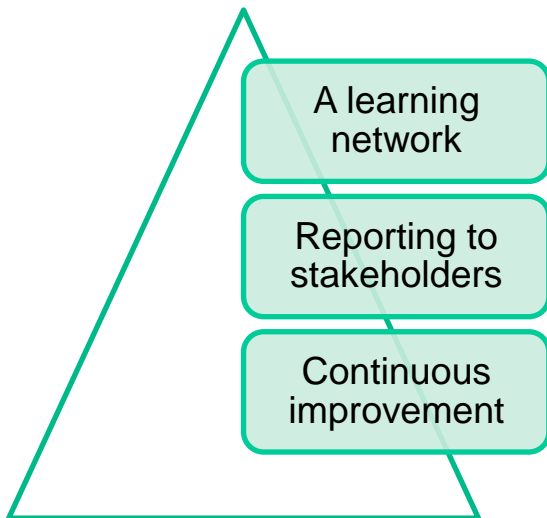 A learning
network
Reporting to
stakeholders
Continuous
improvement